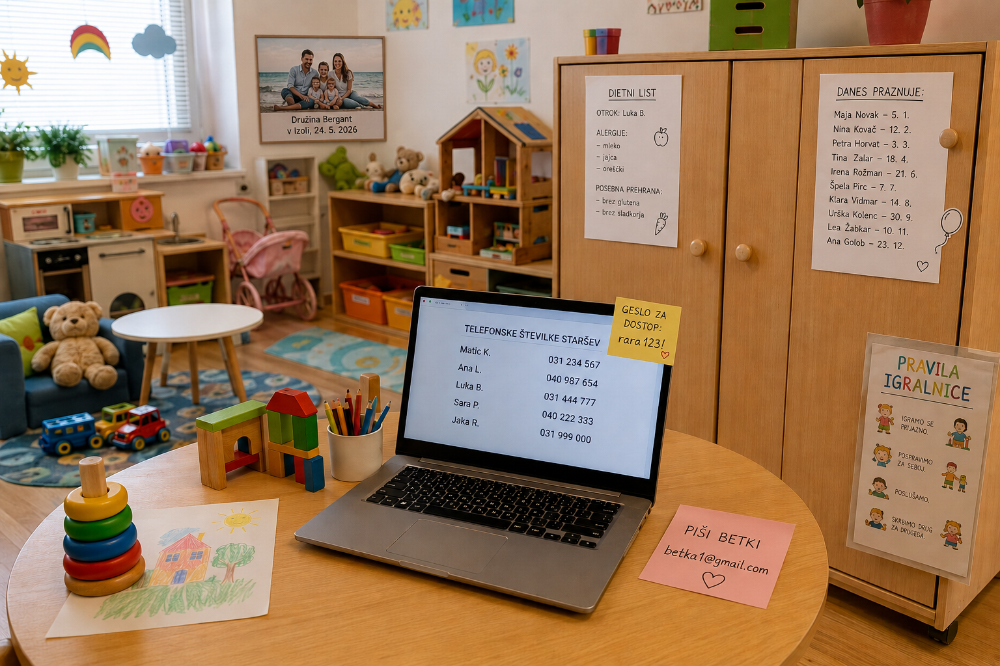 Družina Bergant
v Izoli, 24. 5. 2026
DIETNI LIST
OTROK: Luka B.
ALERGIJE:
– mleko
– jajca
– oreščki
POSEBNA PREHRANA:
– brez glutena
– brez sladkorja
DANES PRAZNUJE:
Maja Novak – 5. 1.
Nina Kovač – 12. 2.
Petra Horvat – 3. 3.
Tina Zalar – 18. 4.
Irena Rožman – 21. 6.
Špela Pirc – 7. 7.
Klara Vidmar – 14. 8.
Urška Kolenc – 30. 9.
Lea Žabkar – 10. 11.
Ana Golob – 23. 12.
TELEFONSKE ŠTEVILKE STARŠEV
Matic K. 031 234 567
Ana L. 040 987 654
Luka B. 031 444 777
Sara P. 040 222 333
Jaka R. 031 999 000
GESLO ZA
DOSTOP:
rara123!
PIŠI BETKI
betka1@gmail.com
PRAVILA
IGRALNICE
IGRAMO SE
PRIJAZNO.
POSPRAVIMO
ZA SEBOJ.
POSLUŠAMO.
SKRBIMO DRUG
ZA DRUGEGA.